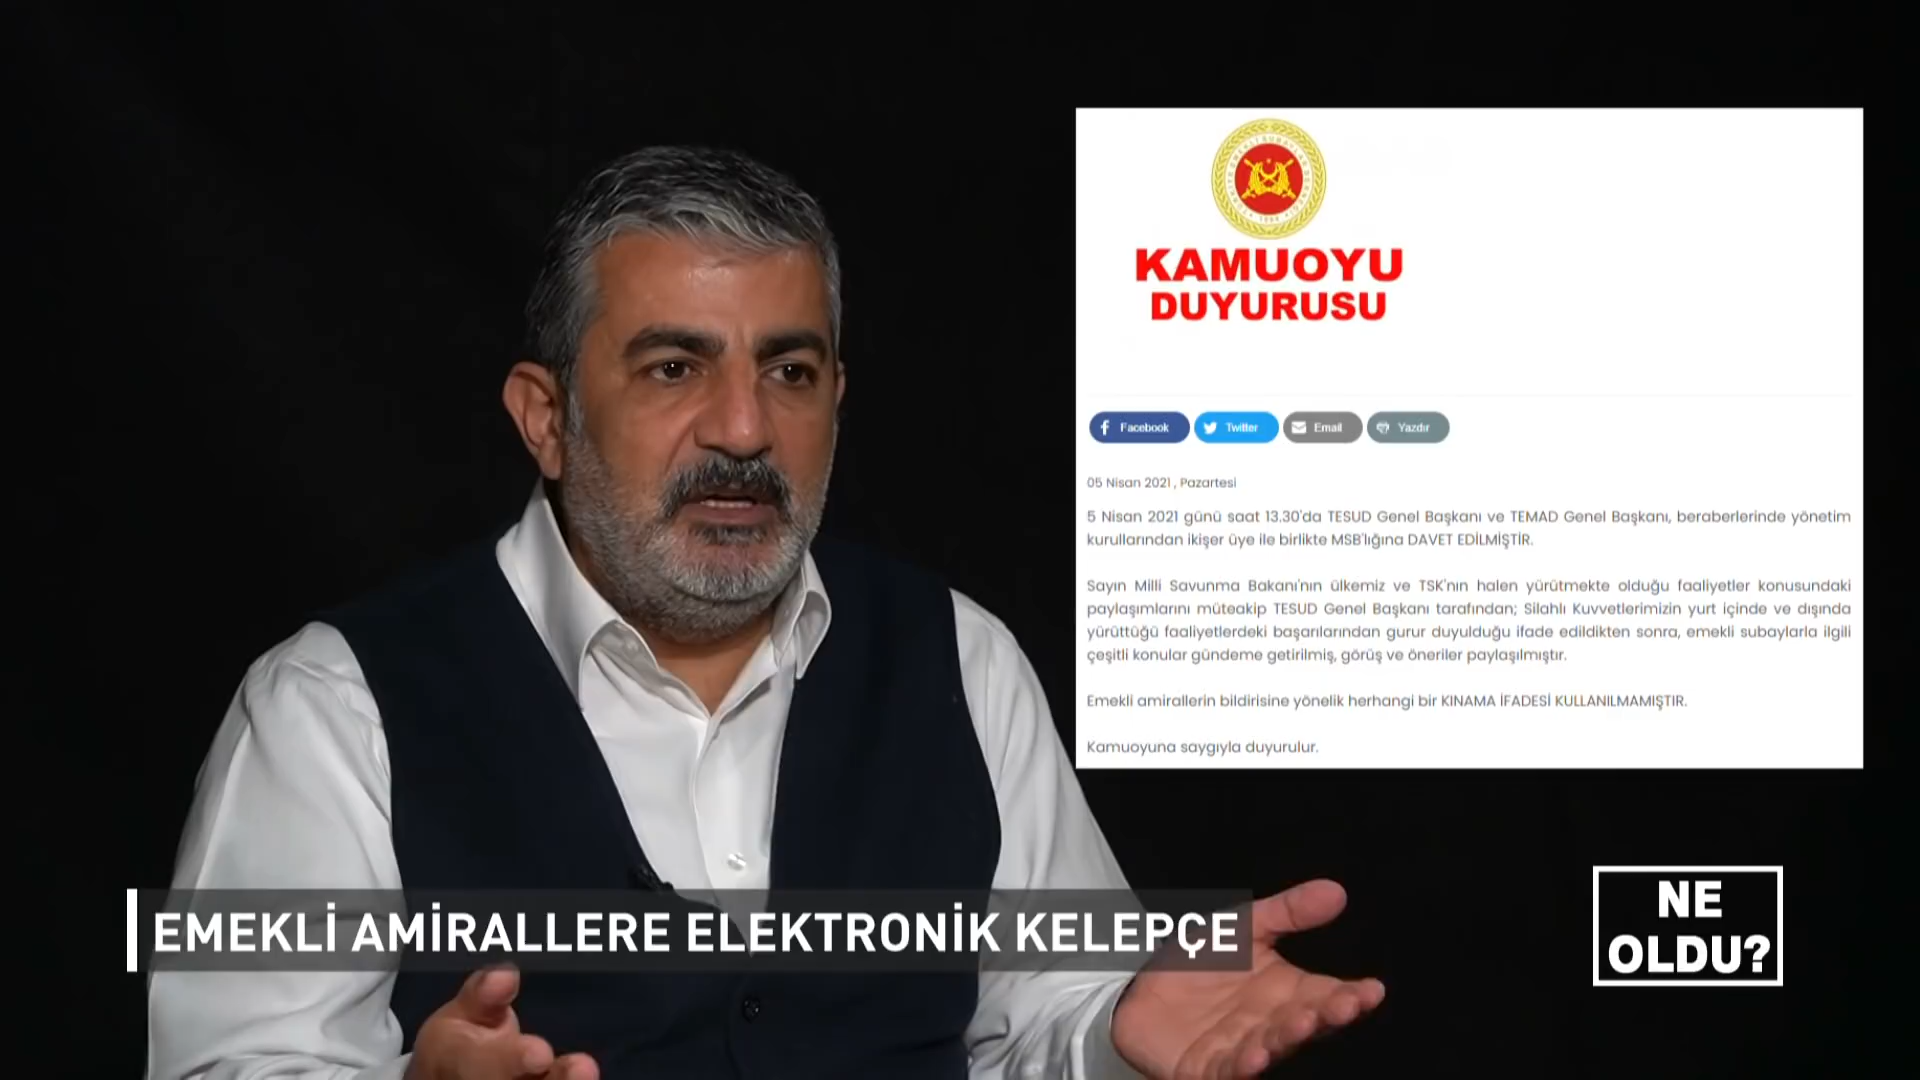 KAMUOYU
DUYURUSU
Facebook
Twitter
Email
Yazdır
05 Nisan 2021 , Pazartesi
5 Nisan 2021 günü saat 13.30'da TESUD Genel Başkanı ve TEMAD Genel Başkanı, beraberlerinde yönetim
kurullarından ikişer üye ile birlikte MSB'lığına DAVET EDİLMİŞTİR.
Sayın Milli Savunma Bakanı'nın ülkemiz ve TSK'nın halen yürütmekte olduğu faaliyetler konusundaki
paylaşımlarını müteakip TESUD Genel Başkanı tarafından; Silahlı Kuvvetlerimizin yurt içinde ve dışında
yürüttüğü faaliyetlerdeki başarılarından gurur duyulduğu ifade edildikten sonra, emekli subaylarla ilgili
çeşitli konular gündeme getirilmiş, görüş ve öneriler paylaşılmıştır.
Emekli amirallerin bildirisine yönelik herhangi bir KINAMA İFADESİ KULLANILMAMIŞTIR.
Kamuoyuna saygıyla duyurulur.
EMEKLİ AMİRALLERE ELEKTRONİK KELEPÇE
NE
OLDU?